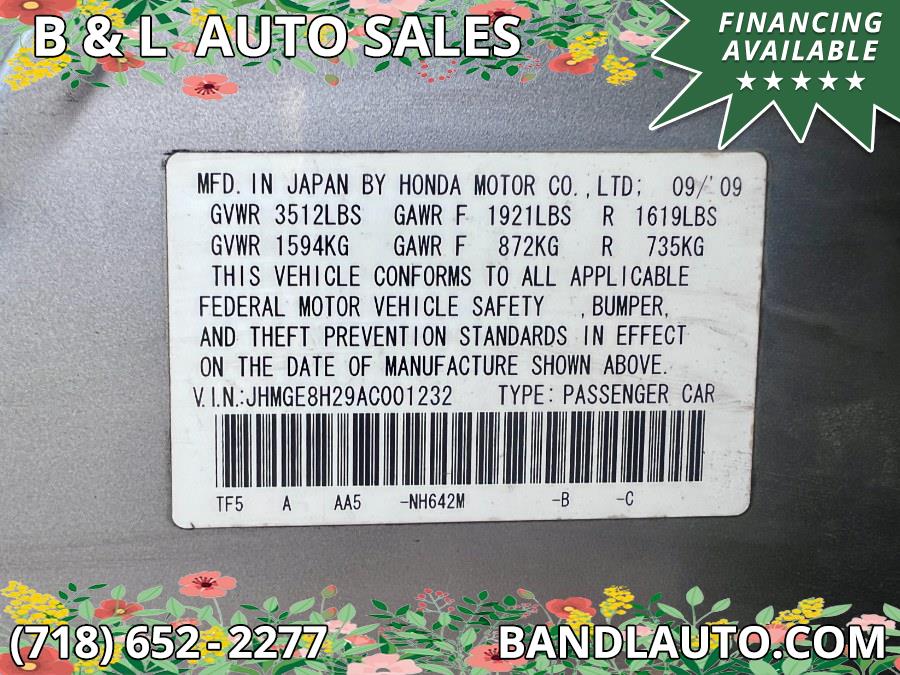 B & L AUTO SALES
FINANCING
AVAILABLE
MFD. IN JAPAN BY HONDA MOTOR CO.,LTD; 09/'09
GVWR 3512LBS GAWR F 1921LBS R 1619LBS
GVWR 1594KG GAWR F 872KG R 735KG
THIS VEHICLE CONFORMS TO ALL APPLICABLE
FEDERAL MOTOR VEHICLE SAFETY ,BUMPER,
AND THEFT PREVENTION STANDARDS IN EFFECT
ON THE DATE OF MANUFACTURE SHOWN ABOVE.
V.I.N.:JHMGE8H29AC001232 TYPE: PASSENGER CAR
TF5 A AA5 -NH642M -B -C
(718) 652-2277 BANDLAUTO.COM